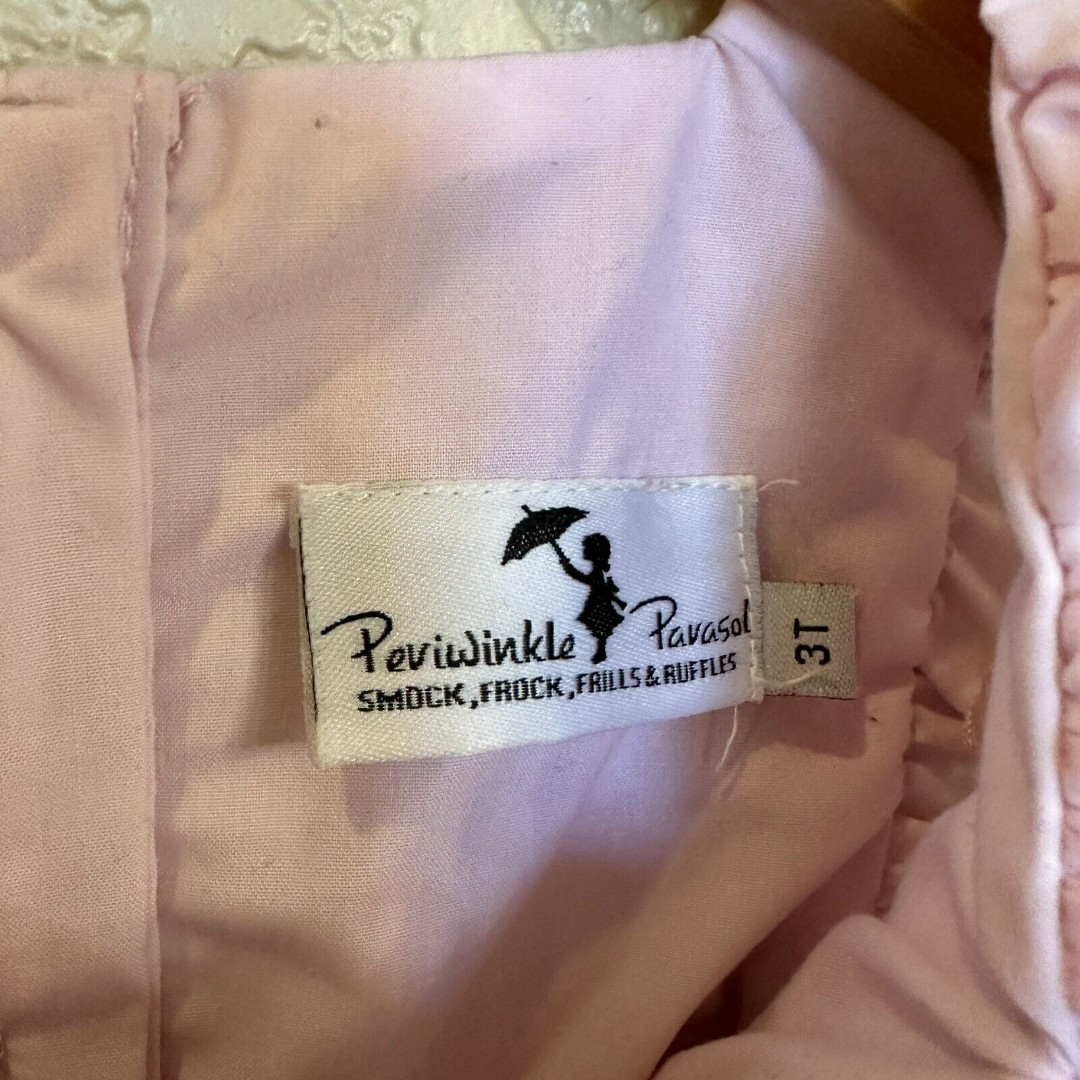 Periwinkle Parasol
SMOCK, FROCK, FRILLS & RUFFLES
3T